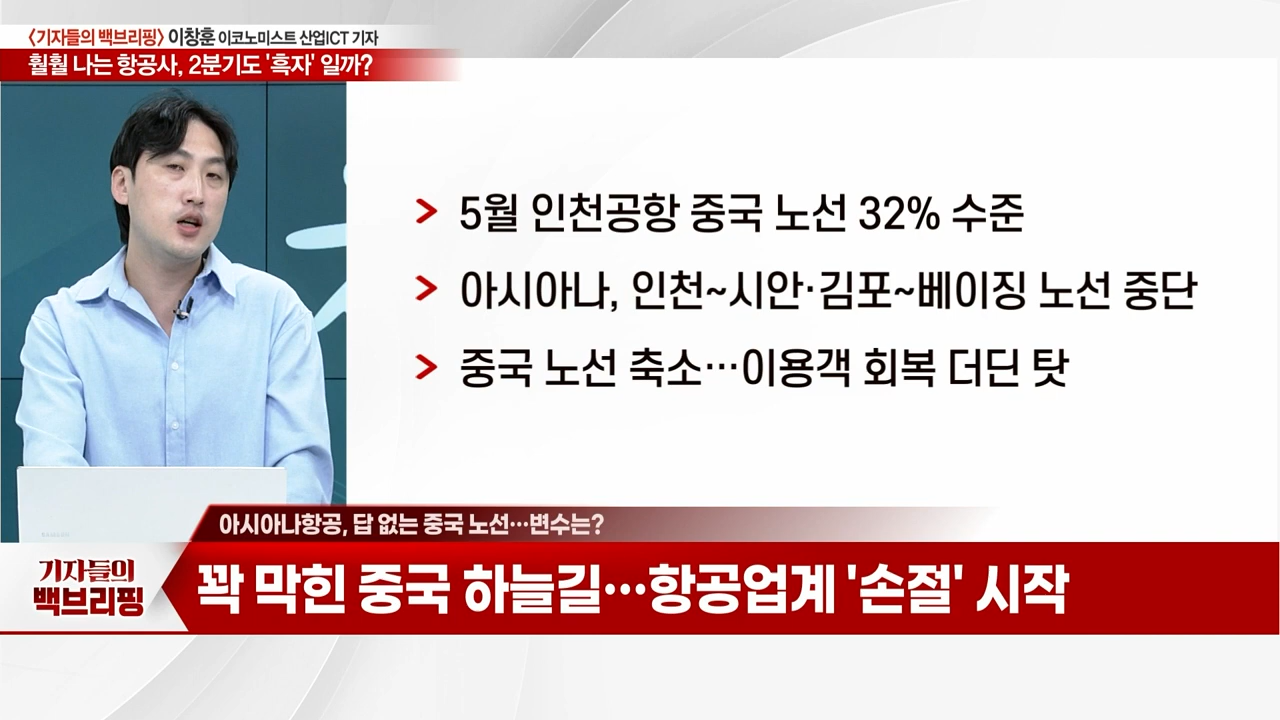 <기자들의 백브리핑> 이창훈 이코노미스트 산업ICT 기자
훨훨 나는 항공사, 2분기도 '흑자' 일까?
> 5월 인천공항 중국 노선 32% 수준
> 아시아나, 인천~시안·김포~베이징 노선 중단
> 중국 노선 축소…이용객 회복 더딘 탓
아시아나항공, 답 없는 중국 노선…변수는?
기자들의
백브리핑
꽉 막힌 중국 하늘길…항공업계 '손절' 시작